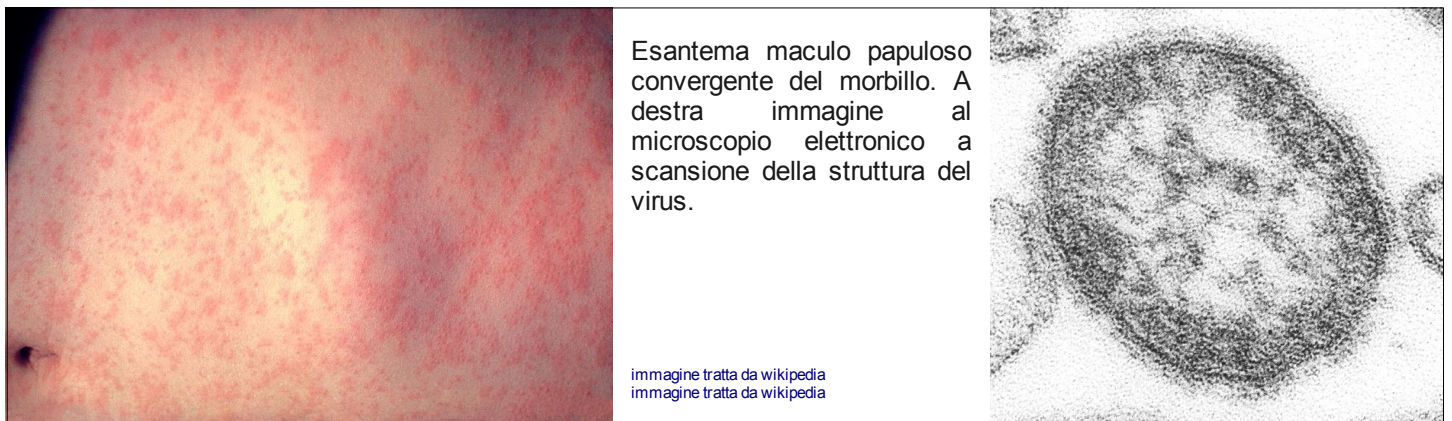 Esantema maculo papuloso
convergente del morbillo. A
destra immagine al
microscopio elettronico a
scansione della struttura del
virus.
immagine tratta da wikipedia
immagine tratta da wikipedia